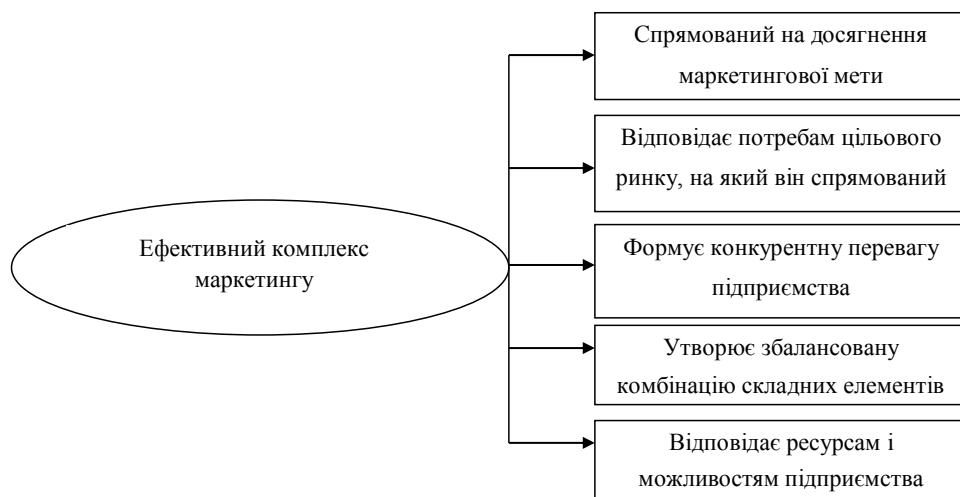 Спрямований на досягнення
маркетингової мети
Відповідає потребам цільового
ринку, на який він спрямований
Ефективний комплекс
маркетингу
Формує конкурентну перевагу
підприємства
Утворює збалансовану
комбінацію складних елементів
Відповідає ресурсам і
можливостям підприємства